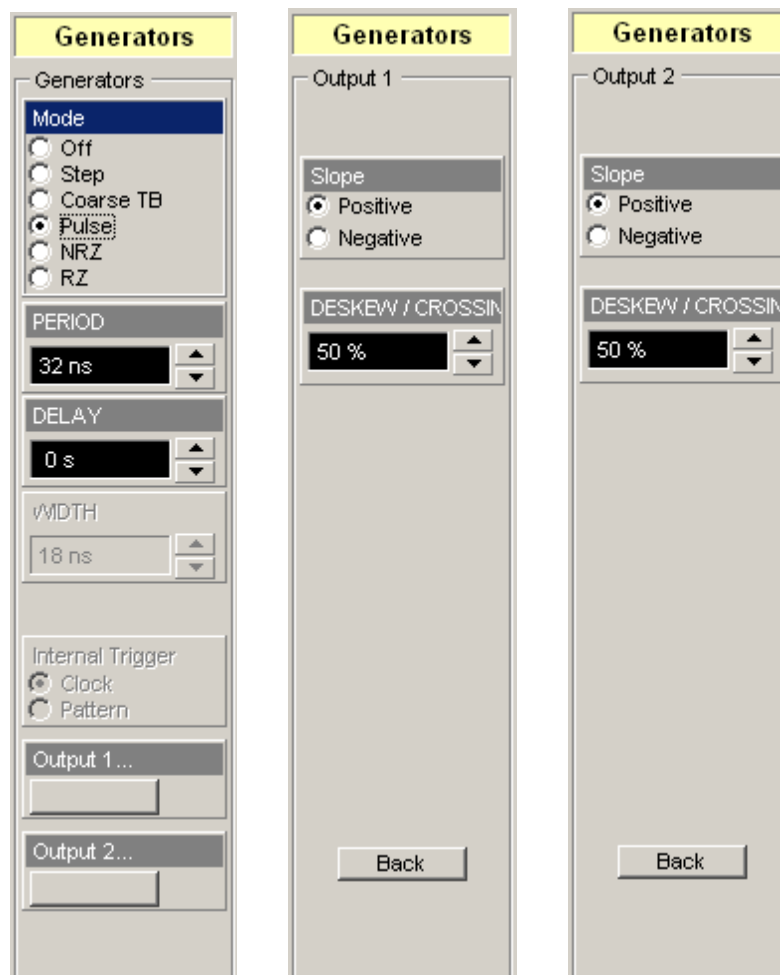 Generators
Generators
Mode
Off
Step
Coarse TB
Pulse
NRZ
RZ
PERIOD
32 ns
DELAY
0 s
WIDTH
18 ns
Internal Trigger
Clock
Pattern
Output 1...
Output 2...
Generators
Output 1
Slope
Positive
Negative
DESKEW / CROSSIN
50 %
Back
Generators
Output 2
Slope
Positive
Negative
DESKEW / CROSSIN
50 %
Back